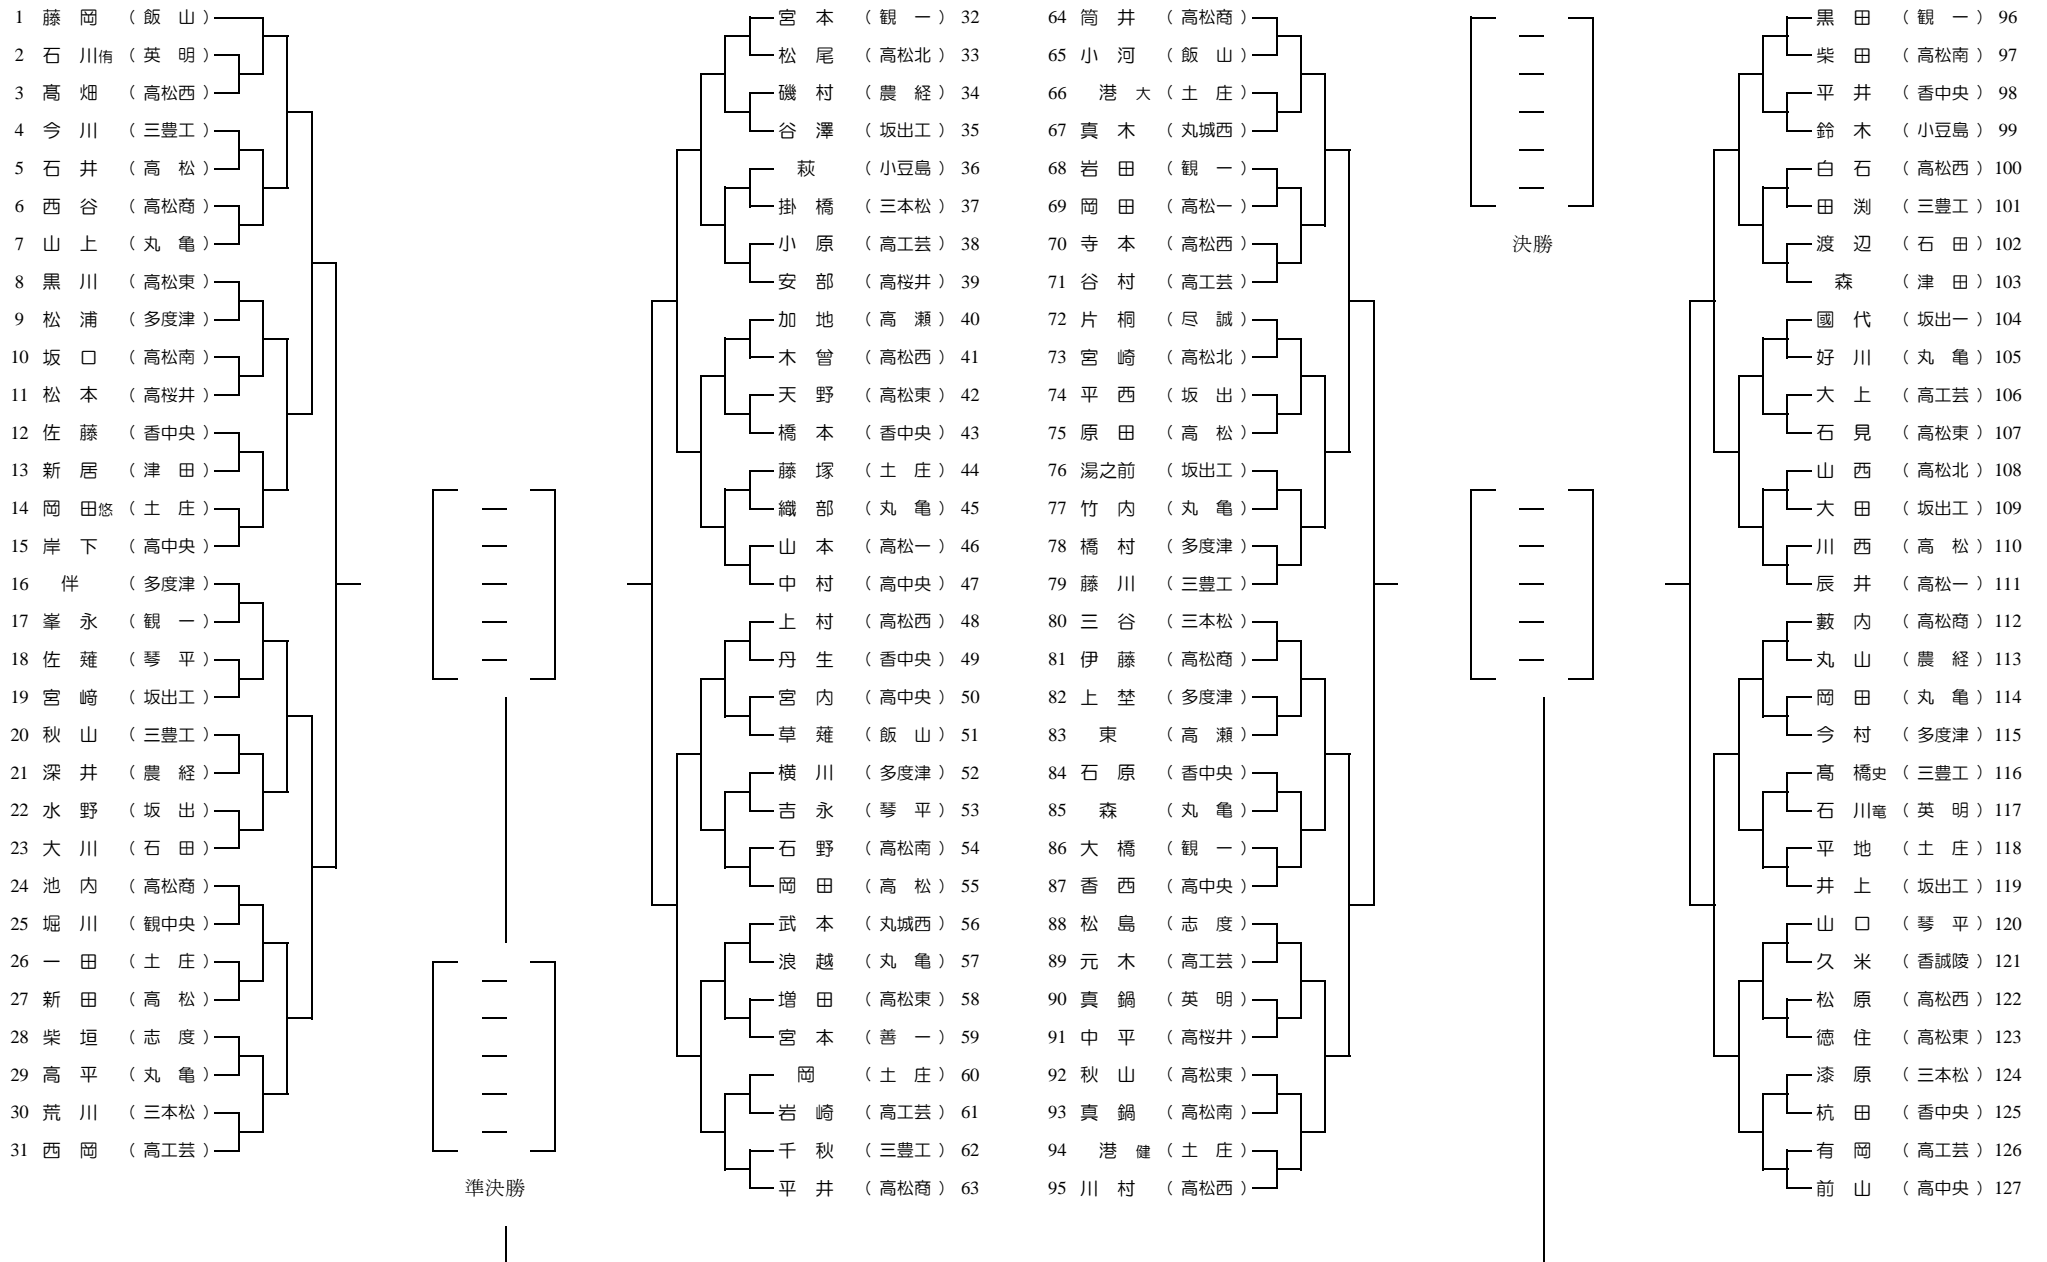 1 藤 岡 ( 飯 山 )
2 石 川侑 ( 英 明 )
3 髙 畑 ( 高松西 )
4 今 川 ( 三豊工 )
5 石 井 ( 高 松 )
6 西 谷 ( 高松商 )
7 山 上 ( 丸 亀 )
8 黒 川 ( 高松東 )
9 松 浦 ( 多度津 )
10 坂 口 ( 高松南 )
11 松 本 ( 高桜井 )
12 佐 藤 ( 香中央 )
13 新 居 ( 津 田 )
14 岡 田悠 ( 土 庄 )
15 岸 下 ( 高中央 )
16 伴 ( 多度津 )
17 峯 永 ( 観 一 )
18 佐 薙 ( 琴 平 )
19 宮 﨑 ( 坂出工 )
20 秋 山 ( 三豊工 )
21 深 井 ( 農 経 )
22 水 野 ( 坂 出 )
23 大 川 ( 石 田 )
24 池 内 ( 高松商 )
25 堀 川 ( 観中央 )
26 一 田 ( 土 庄 )
27 新 田 ( 高 松 )
28 柴 垣 ( 志 度 )
29 高 平 ( 丸 亀 )
30 荒 川 ( 三本松 )
31 西 岡 ( 高工芸 )
準決勝
宮 本 ( 観 一 ) 32
松 尾 ( 高松北 ) 33
磯 村 ( 農 経 ) 34
谷 澤 ( 坂出工 ) 35
萩 ( 小豆島 ) 36
掛 橋 ( 三本松 ) 37
小 原 ( 高工芸 ) 38
安 部 ( 高桜井 ) 39
加 地 ( 高 瀬 ) 40
木 曾 ( 高松西 ) 41
天 野 ( 高松東 ) 42
橋 本 ( 香中央 ) 43
藤 塚 ( 土 庄 ) 44
織 部 ( 丸 亀 ) 45
山 本 ( 高松一 ) 46
中 村 ( 高中央 ) 47
上 村 ( 高松西 ) 48
丹 生 ( 香中央 ) 49
宮 内 ( 高中央 ) 50
草 薙 ( 飯 山 ) 51
横 川 ( 多度津 ) 52
吉 永 ( 琴 平 ) 53
石 野 ( 高松南 ) 54
岡 田 ( 高 松 ) 55
武 本 ( 丸城西 ) 56
浪 越 ( 丸 亀 ) 57
増 田 ( 高松東 ) 58
宮 本 ( 善 一 ) 59
岡 ( 土 庄 ) 60
岩 崎 ( 高工芸 ) 61
千 秋 ( 三豊工 ) 62
平 井 ( 高松商 ) 63
64 筒 井 ( 高松商 )
65 小 河 ( 飯 山 )
66 港 大 ( 土 庄 )
67 真 木 ( 丸城西 )
68 岩 田 ( 観 一 )
69 岡 田 ( 高松一 )
70 寺 本 ( 高松西 )
71 谷 村 ( 高工芸 )
72 片 桐 ( 尽 誠 )
73 宮 崎 ( 高松北 )
74 平 西 ( 坂 出 )
75 原 田 ( 高 松 )
76 湯之前 ( 坂出工 )
77 竹 内 ( 丸 亀 )
78 橋 村 ( 多度津 )
79 藤 川 ( 三豊工 )
80 三 谷 ( 三本松 )
81 伊 藤 ( 高松商 )
82 上 埜 ( 多度津 )
83 東 ( 高 瀬 )
84 石 原 ( 香中央 )
85 森 ( 丸 亀 )
86 大 橋 ( 観 一 )
87 香 西 ( 高中央 )
88 松 島 ( 志 度 )
89 元 木 ( 高工芸 )
90 真 鍋 ( 英 明 )
91 中 平 ( 高桜井 )
92 秋 山 ( 高松東 )
93 真 鍋 ( 高松南 )
94 港 健 ( 土 庄 )
95 川 村 ( 高松西 )
決勝
黒 田 ( 観 一 ) 96
柴 田 ( 高松南 ) 97
平 井 ( 香中央 ) 98
鈴 木 ( 小豆島 ) 99
白 石 ( 高松西 ) 100
田 渕 ( 三豊工 ) 101
渡 辺 ( 石 田 ) 102
森 ( 津 田 ) 103
國 代 ( 坂出一 ) 104
好 川 ( 丸 亀 ) 105
大 上 ( 高工芸 ) 106
石 見 ( 高松東 ) 107
山 西 ( 高松北 ) 108
大 田 ( 坂出工 ) 109
川 西 ( 高 松 ) 110
辰 井 ( 高松一 ) 111
藪 内 ( 高松商 ) 112
丸 山 ( 農 経 ) 113
岡 田 ( 丸 亀 ) 114
今 村 ( 多度津 ) 115
髙 橋史 ( 三豊工 ) 116
石 川竜 ( 英 明 ) 117
平 地 ( 土 庄 ) 118
井 上 ( 坂出工 ) 119
山 口 ( 琴 平 ) 120
久 米 ( 香誠陵 ) 121
松 原 ( 高松西 ) 122
徳 住 ( 高松東 ) 123
漆 原 ( 三本松 ) 124
杭 田 ( 香中央 ) 125
有 岡 ( 高工芸 ) 126
前 山 ( 高中央 ) 127